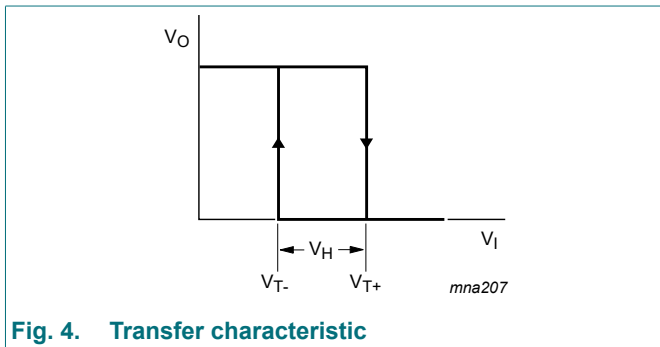 VO
VH
VI
VT-
VT+
mna207
Fig. 4. Transfer characteristic